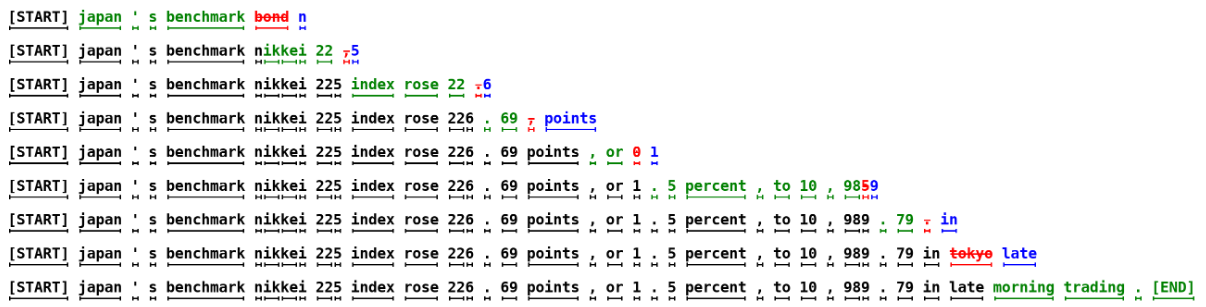 [START] japan ' s benchmark bond n
[START] japan ' s benchmark nikkei 22 ,5
[START] japan ' s benchmark nikkei 225 index rose 22 .6
[START] japan ' s benchmark nikkei 225 index rose 226 . 69 , points
[START] japan ' s benchmark nikkei 225 index rose 226 . 69 points , or 0 1
[START] japan ' s benchmark nikkei 225 index rose 226 . 69 points , or 1 . 5 percent , to 10 , 9859
[START] japan ' s benchmark nikkei 225 index rose 226 . 69 points , or 1 . 5 percent , to 10 , 989 . 79 . in
[START] japan ' s benchmark nikkei 225 index rose 226 . 69 points , or 1 . 5 percent , to 10 , 989 . 79 in tokyo late
[START] japan ' s benchmark nikkei 225 index rose 226 . 69 points , or 1 . 5 percent , to 10 , 989 . 79 in late morning trading . [END]